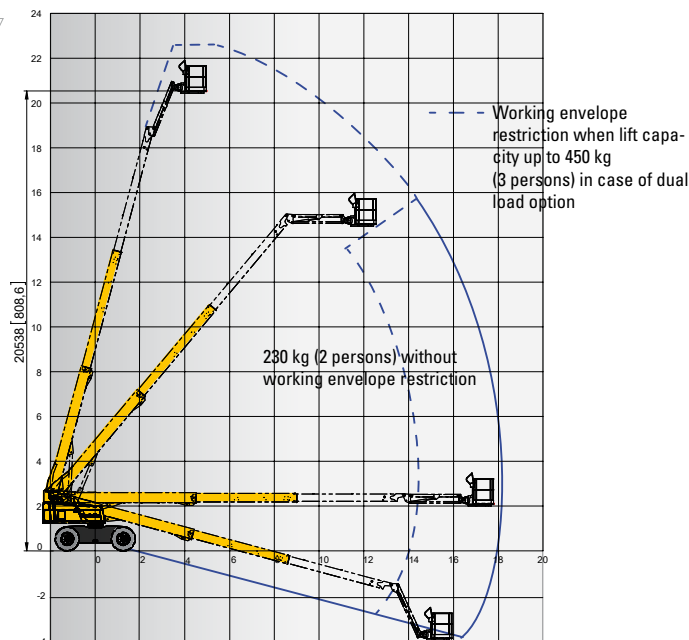 7
24
22
20
18
16
14
12
10
8
6
4
2
0
-2
20538 [808,6]
0 2 4 6 8 10 12 14 16 18 20
Working envelope
restriction when lift capa-
city up to 450 kg
(3 persons) in case of dual
load option
230 kg (2 persons) without
working envelope restriction